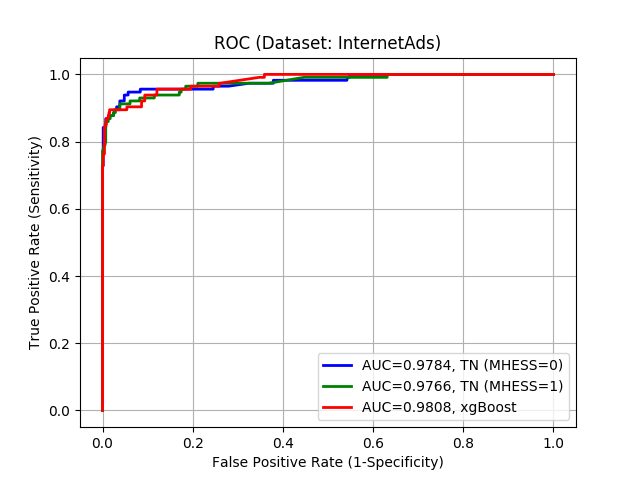 ROC (Dataset: InternetAds)
True Positive Rate (Sensitivity)
1.0
0.8
0.6
0.4
0.2
0.0
AUC=0.9784, TN (MHESS=0)
AUC=0.9766, TN (MHESS=1)
AUC=0.9808, xgBoost
0.0 0.2 0.4 0.6 0.8 1.0
False Positive Rate (1-Specificity)